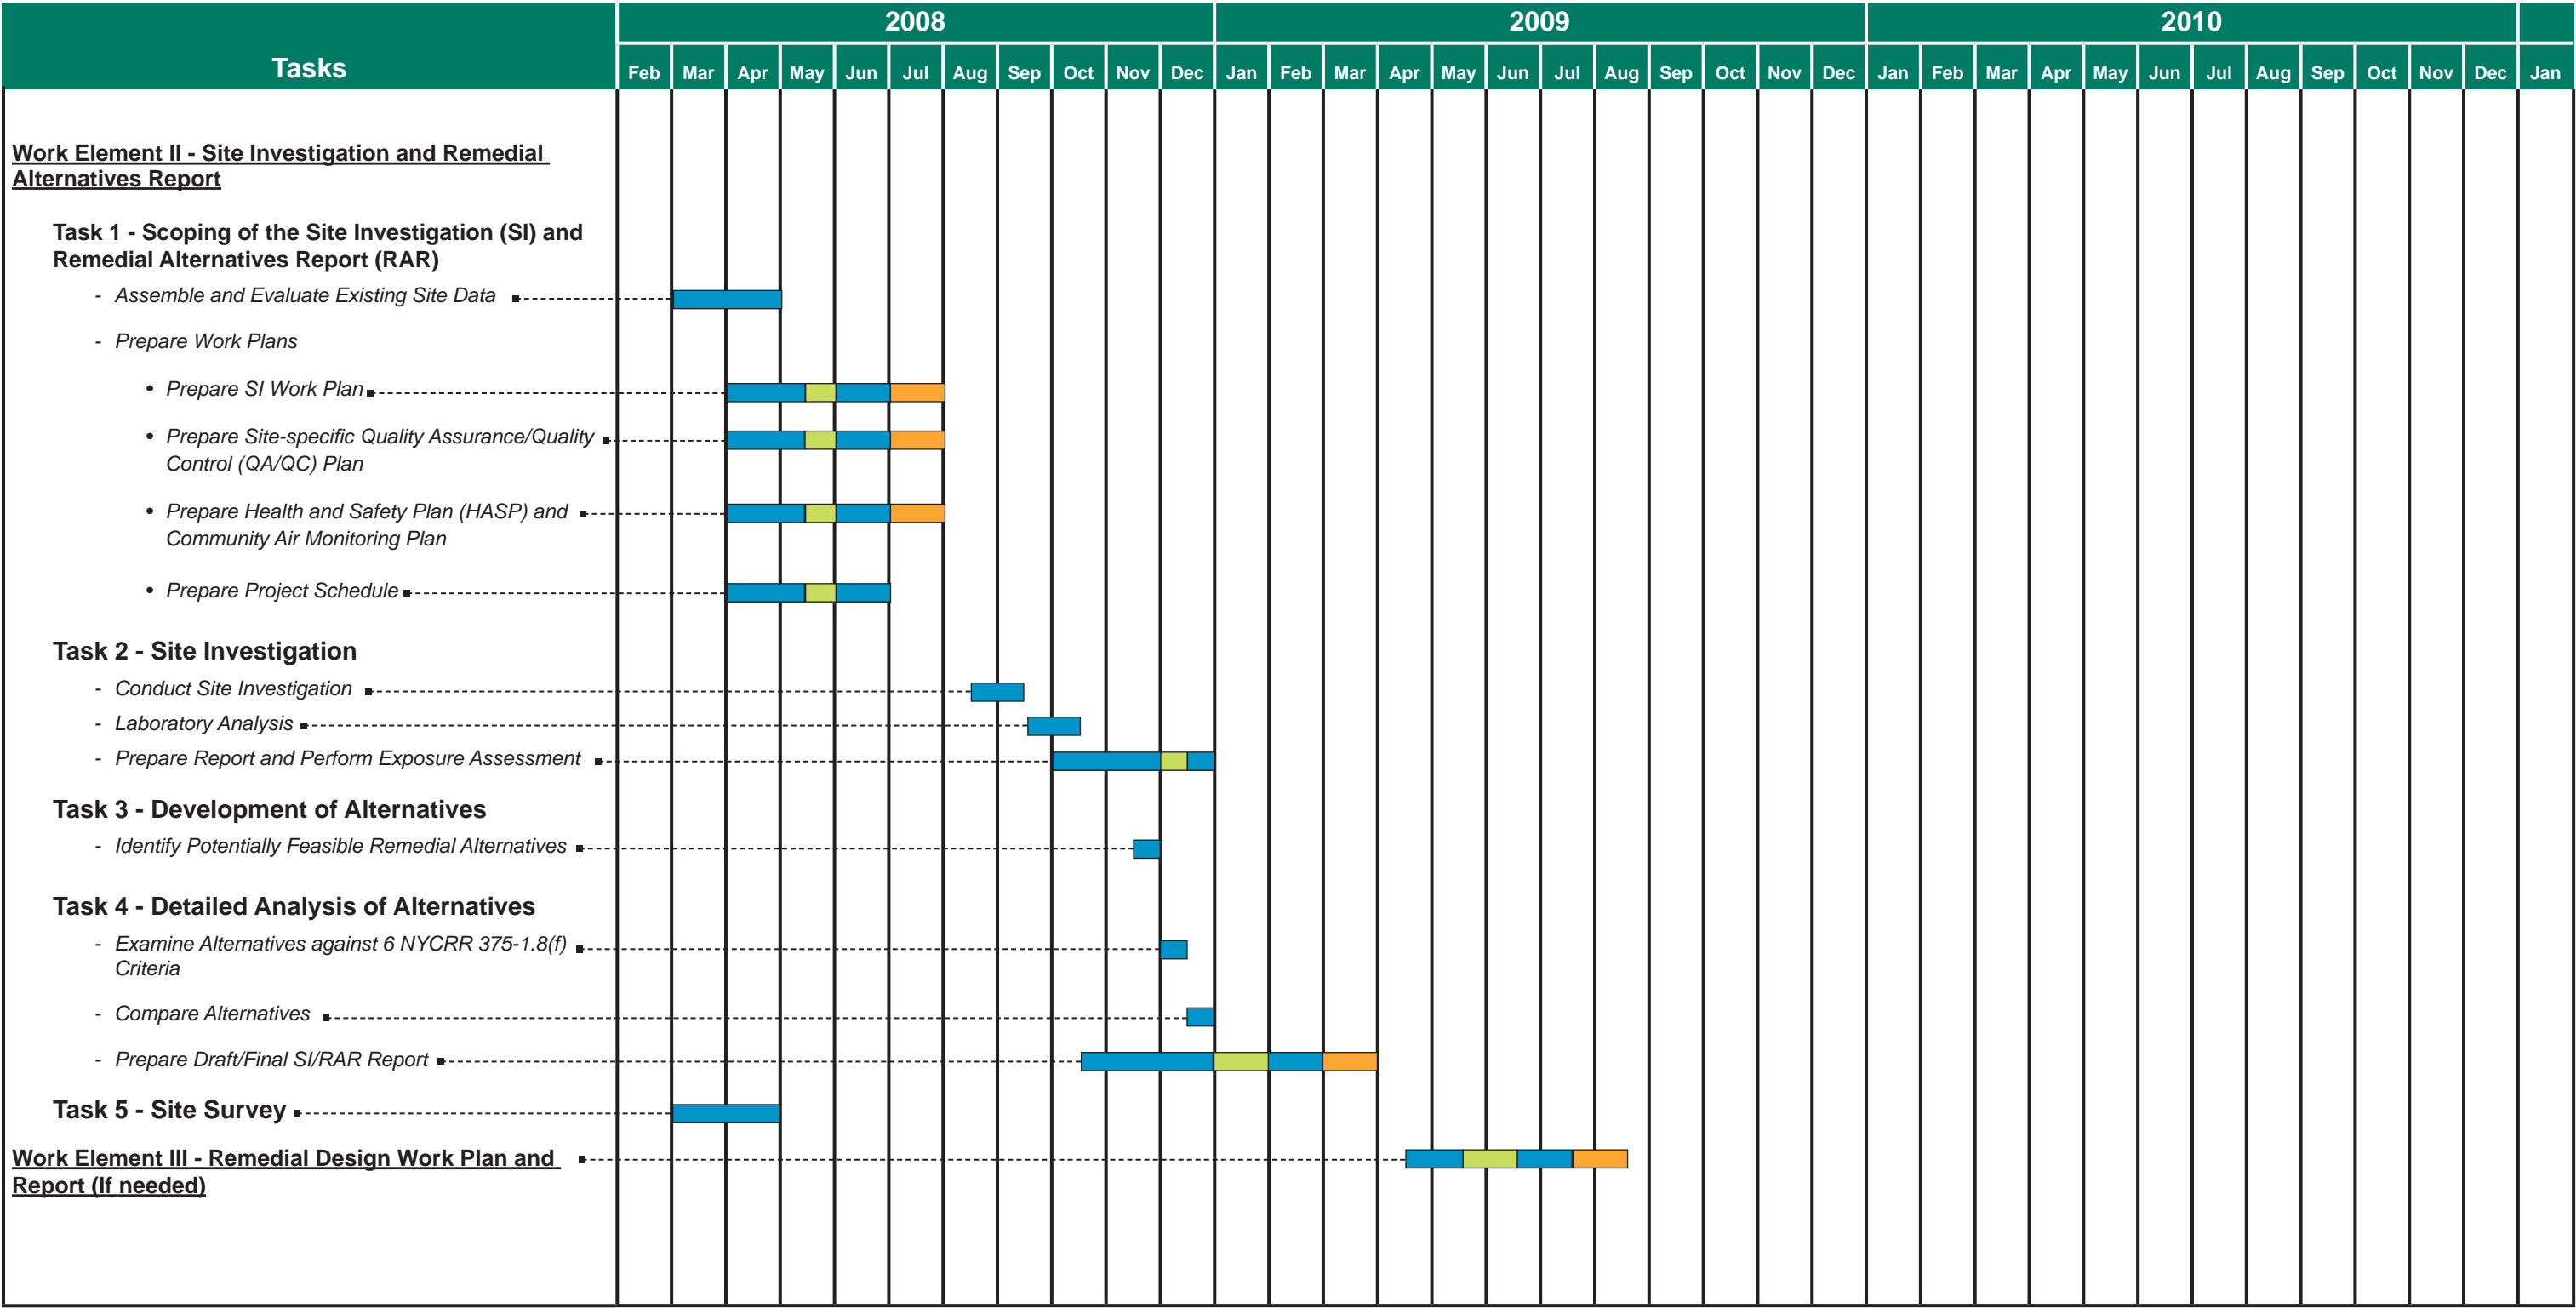 2008 2009 2010
Tasks
Feb Mar Apr May Jun Jul Aug Sep Oct Nov Dec Jan Feb Mar Apr May Jun Jul Aug Sep Oct Nov Dec Jan Feb Mar Apr May Jun Jul Aug Sep Oct Nov Dec Jan
Work Element II - Site Investigation and Remedial
Alternatives Report
Task 1 - Scoping of the Site Investigation (SI) and
Remedial Alternatives Report (RAR)
- Assemble and Evaluate Existing Site Data
- Prepare Work Plans
• Prepare SI Work Plan
• Prepare Site-specific Quality Assurance/Quality
Control (QA/QC) Plan
• Prepare Health and Safety Plan (HASP) and
Community Air Monitoring Plan
• Prepare Project Schedule
Task 2 - Site Investigation
- Conduct Site Investigation
- Laboratory Analysis
- Prepare Report and Perform Exposure Assessment
Task 3 - Development of Alternatives
- Identify Potentially Feasible Remedial Alternatives
Task 4 - Detailed Analysis of Alternatives
- Examine Alternatives against 6 NYCRR 375-1.8(f)
Criteria
- Compare Alternatives
- Prepare Draft/Final SI/RAR Report
Task 5 - Site Survey
Work Element III - Remedial Design Work Plan and
Report (If needed)